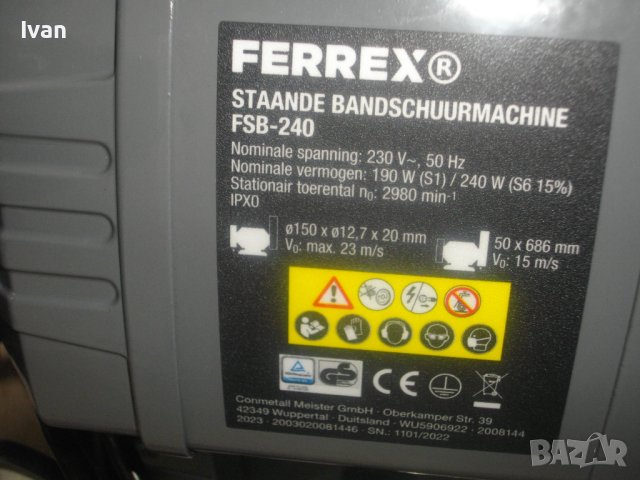 Ivan
FERREX®
STAANDE BANDSCHUURMACHINE
FSB-240
Nominale spanning: 230 V~, 50 Hz
Nominale vermogen: 190 W (S1) / 240 W (S6 15%)
Stationair toerental n₀: 2980 min⁻¹
IPX0
ø150 x ø12,7 x 20 mm
V₀: max. 23 m/s
50 x 686 mm
V₀: 15 m/s
CE
Conmetall Meister GmbH · Oberkamper Str. 39
42349 Wuppertal · Duitsland · WU5906922 · 2008144
2023 · 2003020081446 · SN.: 1101/2022
BAZAR